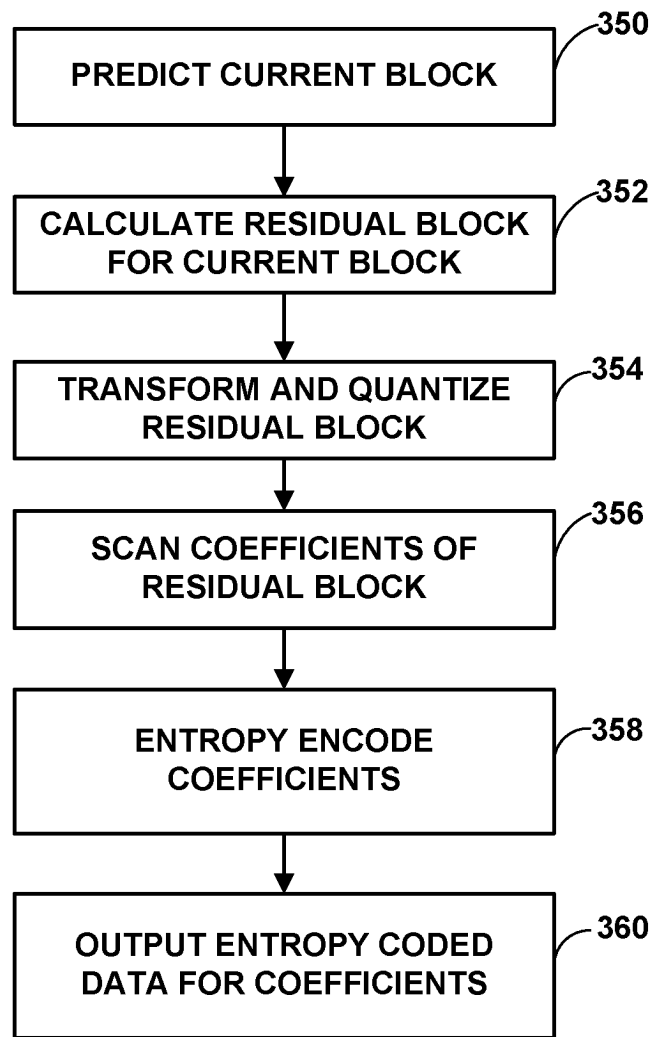 350
PREDICT CURRENT BLOCK
352
CALCULATE RESIDUAL BLOCK
FOR CURRENT BLOCK
354
TRANSFORM AND QUANTIZE
RESIDUAL BLOCK
356
SCAN COEFFICIENTS OF
RESIDUAL BLOCK
358
ENTROPY ENCODE
COEFFICIENTS
360
OUTPUT ENTROPY CODED
DATA FOR COEFFICIENTS